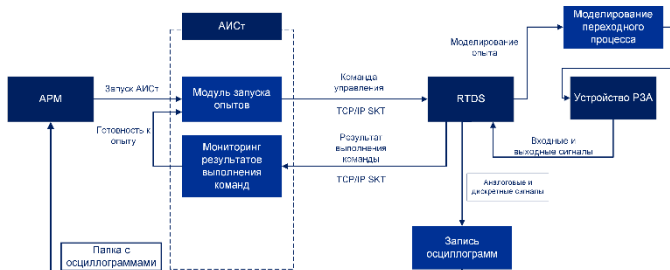 АИСт
Моделирование
переходного
процесса
Моделирование
опыта
АРМ
Запуск АИСт
Модуль запуска
опытов
Команда
управления
TCP/IP SKT
RTDS
Устройство РЗА
Готовность к
опыту
Мониторинг
результатов
выполнения
команд
Результат
выполнения
команды
TCP/IP SKT
Входные и
выходные сигналы
Аналоговые и
дискретные сигналы
Папка с
осциллограммами
Запись
осциллограмм